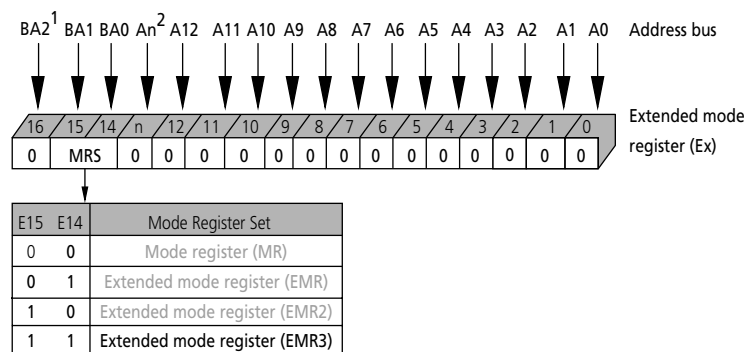 BA2¹ BA1 BA0 An² A12 A11 A10 A9 A8 A7 A6 A5 A4 A3 A2 A1 A0 Address bus
16 15 14 n 12 11 10 9 8 7 6 5 4 3 2 1 0
Extended mode
register (Ex)
0 MRS 0 0 0 0 0 0 0 0 0 0 0 0 0 0
E15 E14 Mode Register Set
0 0 Mode register (MR)
0 1 Extended mode register (EMR)
1 0 Extended mode register (EMR2)
1 1 Extended mode register (EMR3)